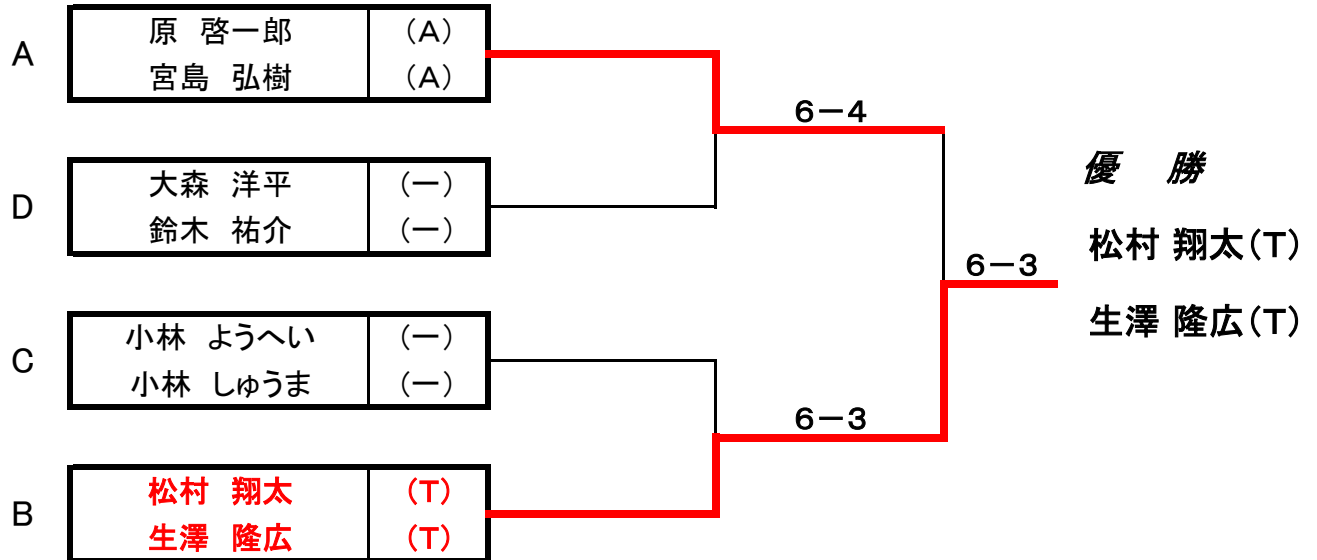 A
原 啓一郎 (A)
宮島 弘樹 (A)
6-4
優 勝
D
大森 洋平 (一)
鈴木 祐介 (一)
松村 翔太(T)
6-3
生澤 隆広(T)
C
小林 ようへい (一)
小林 しゅうま (一)
6-3
B
松村 翔太 (T)
生澤 隆広 (T)